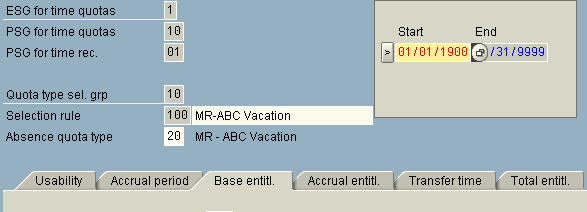 ESG for time quotas 1
PSG for time quotas 10
PSG for time rec. 01
Start End
> 01/01/1900 /31/9999
Quota type sel. grp 10
Selection rule 100 MR-ABC Vacation
Absence quota type 20 MR - ABC Vacation
Usability Accrual period Base entitl. Accrual entitl. Transfer time Total entitl.